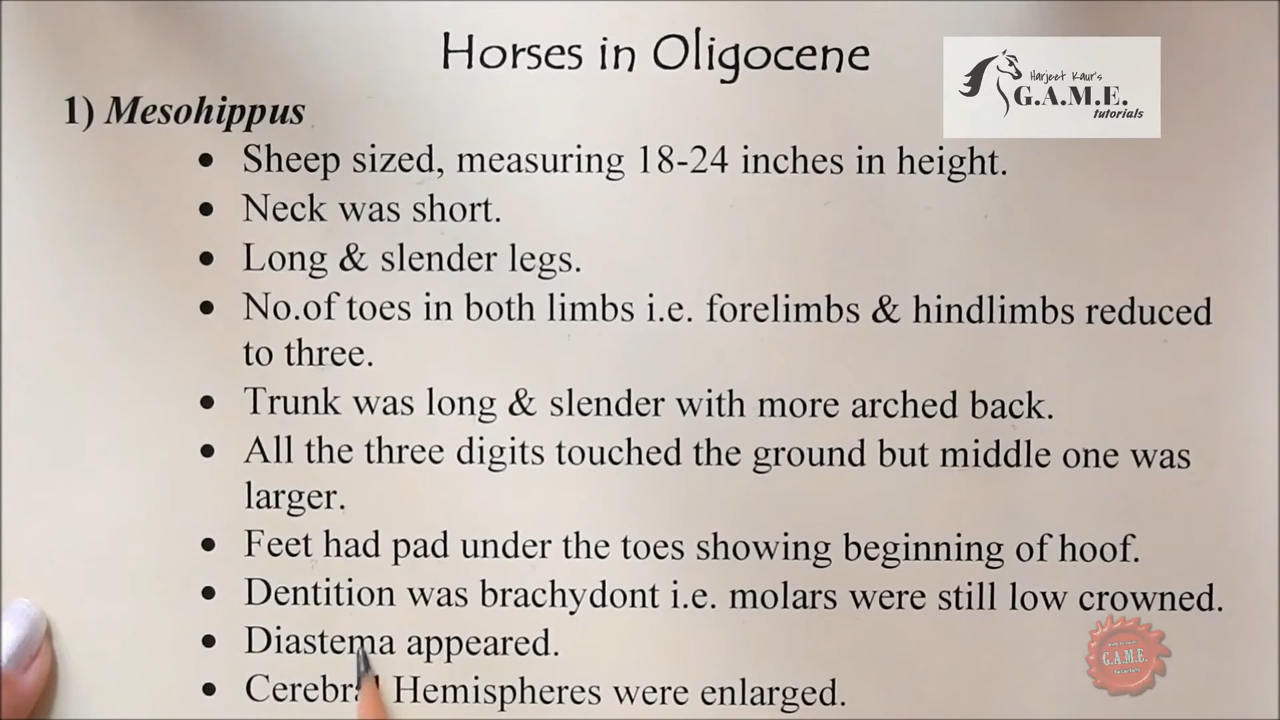 Horses in Oligocene
Harjeet Kaur's
G.A.M.E.
tutorials
1) Mesohippus
• Sheep sized, measuring 18-24 inches in height.
• Neck was short.
• Long & slender legs.
• No.of toes in both limbs i.e. forelimbs & hindlimbs reduced
to three.
• Trunk was long & slender with more arched back.
• All the three digits touched the ground but middle one was
larger.
• Feet had pad under the toes showing beginning of hoof.
• Dentition was brachydont i.e. molars were still low crowned.
• Diastema appeared.
• Cerebral Hemispheres were enlarged.
G.A.M.E.